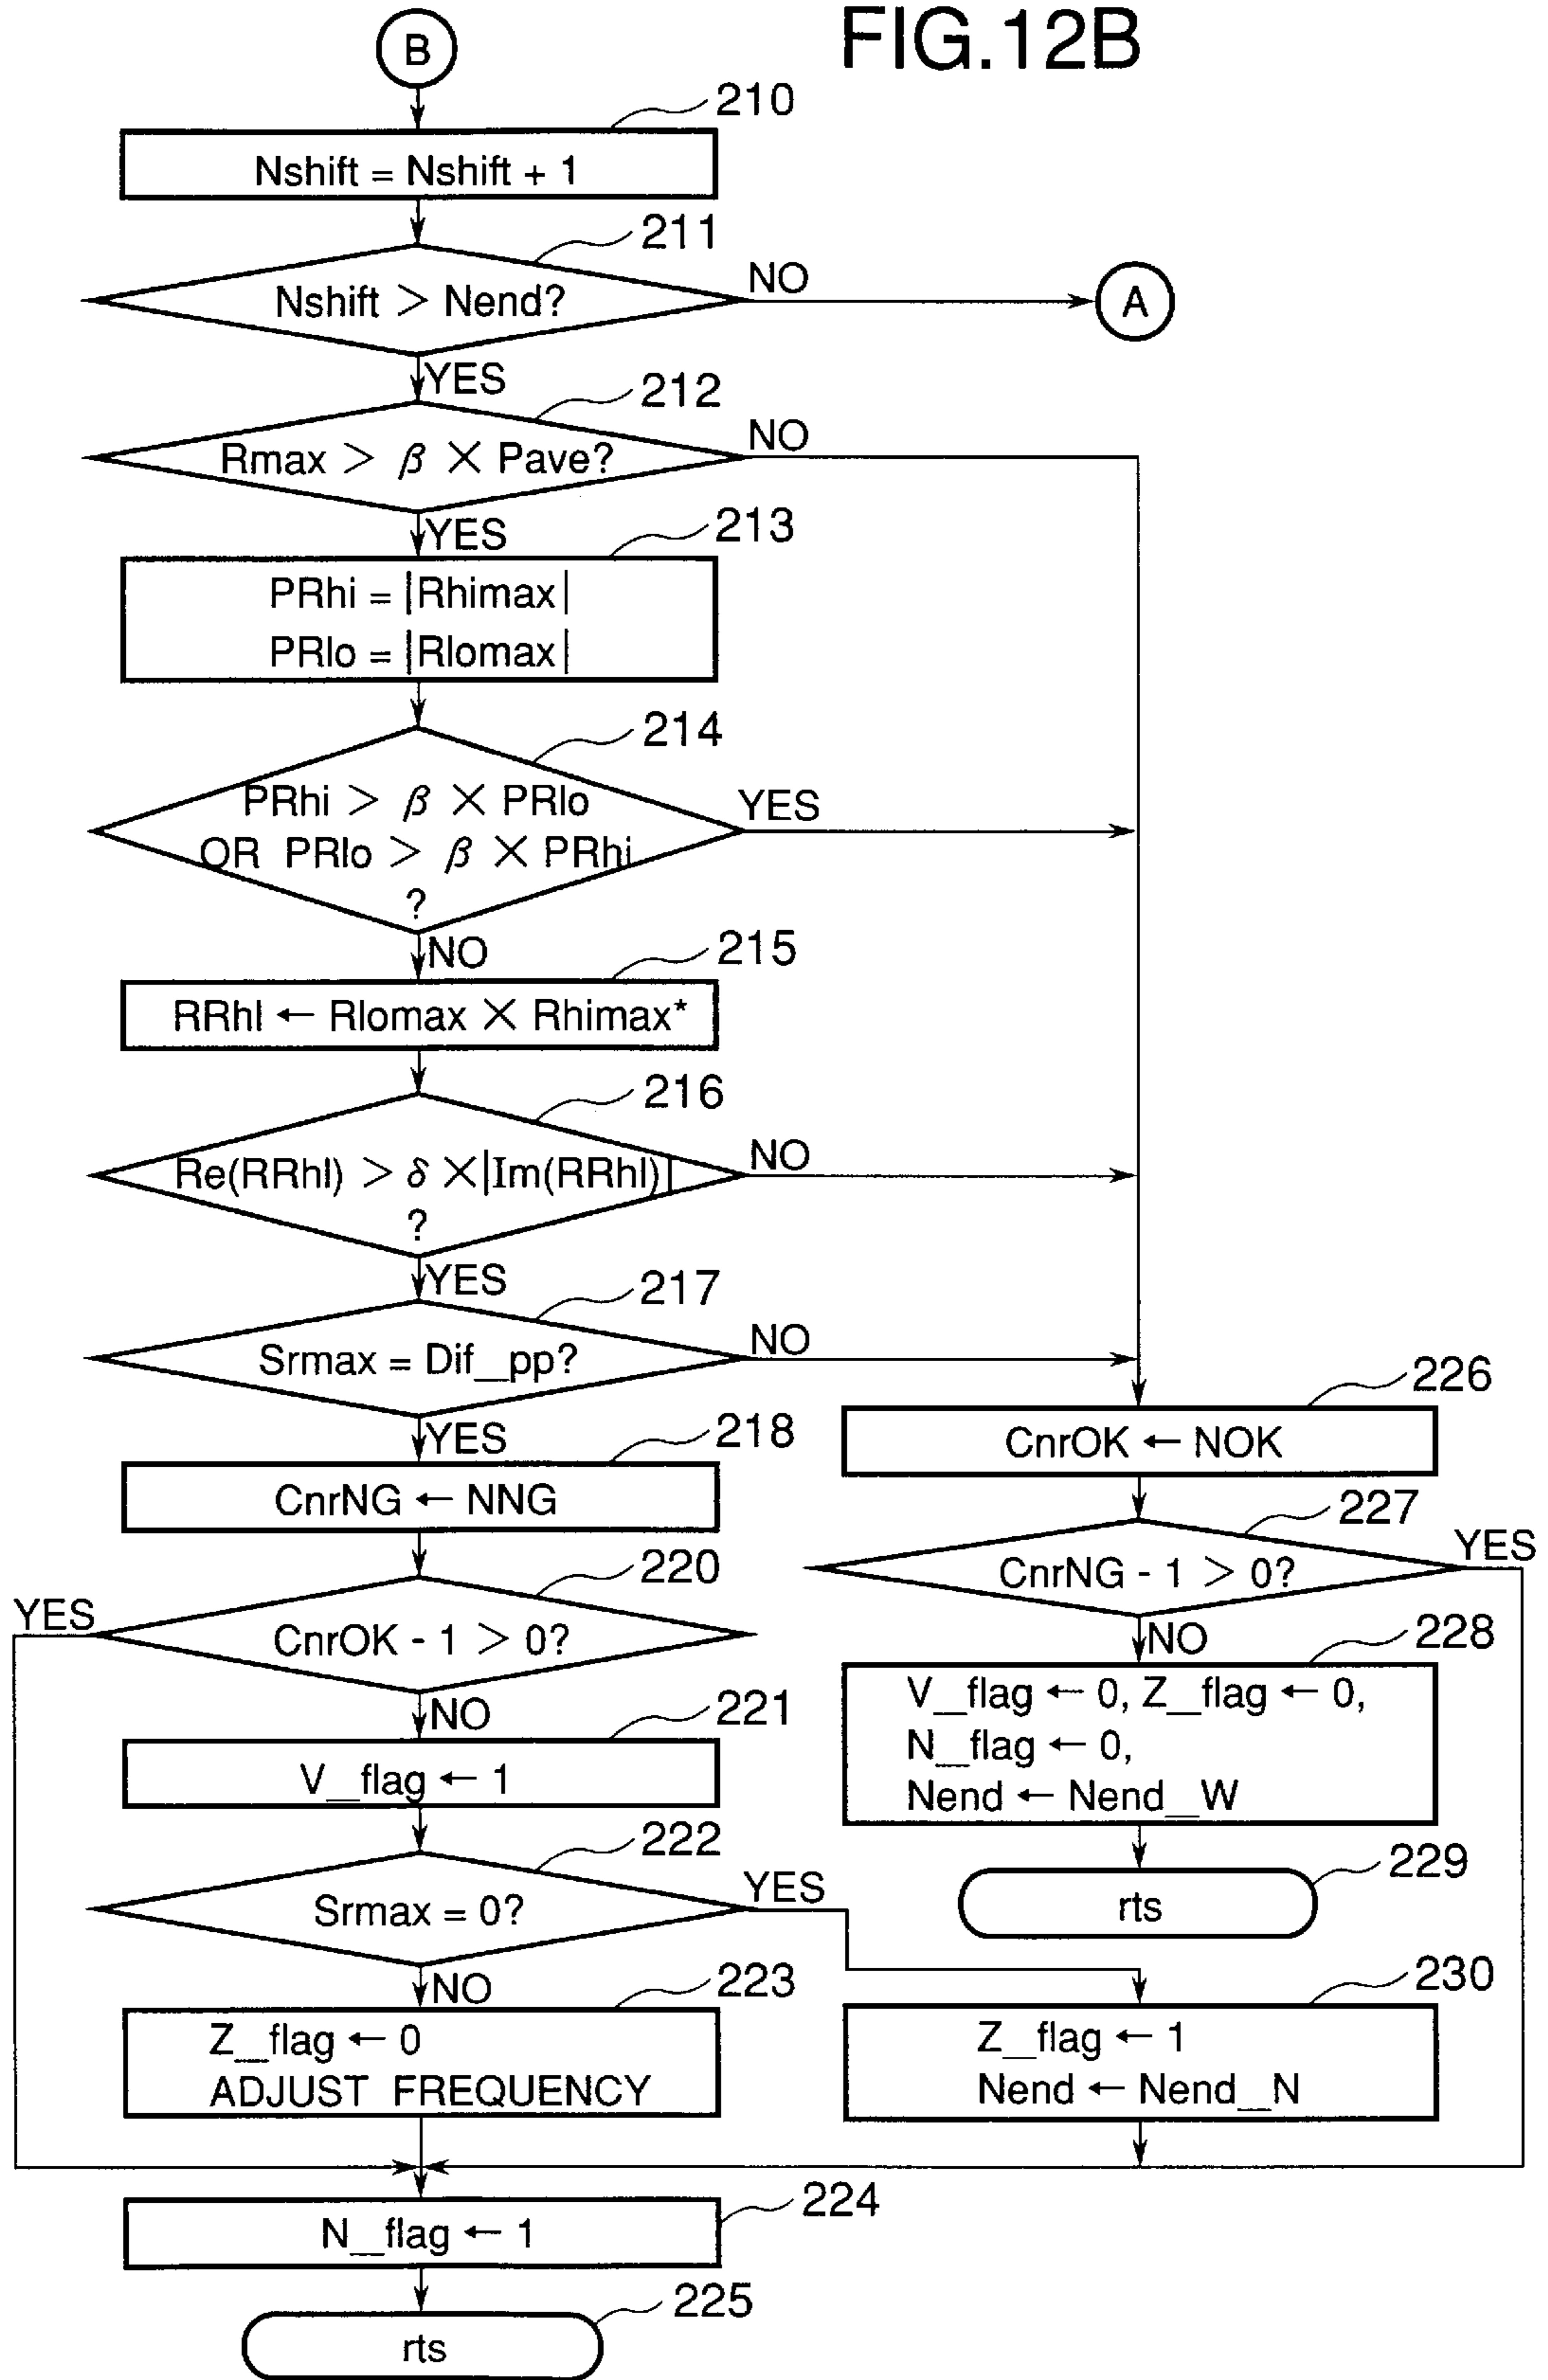 FIG.12B
B
210
Nshift = Nshift + 1
211
Nshift > Nend?
NO
A
YES
212
Rmax > β × Pave?
NO
YES
213
PRhi = |Rhimax|
PRlo = |Rlomax|
214
PRhi > β × PRlo
OR PRlo > β × PRhi
?
YES
NO
215
RRhl ← Rlomax × Rhimax*
216
Re(RRhl) > δ ×|Im(RRhl)|
?
NO
YES
217
Srmax = Dif_pp?
NO
YES
218
CnrNG ← NNG
226
CnrOK ← NOK
220
CnrOK - 1 > 0?
YES
NO
227
CnrNG - 1 > 0?
YES
NO
221
V_flag ← 1
228
V_flag ← 0, Z_flag ← 0,
N_flag ← 0,
Nend ← Nend_W
222
Srmax = 0?
YES
NO
229
rts
223
Z_flag ← 0
ADJUST FREQUENCY
230
Z_flag ← 1
Nend ← Nend_N
224
N_flag ← 1
225
rts